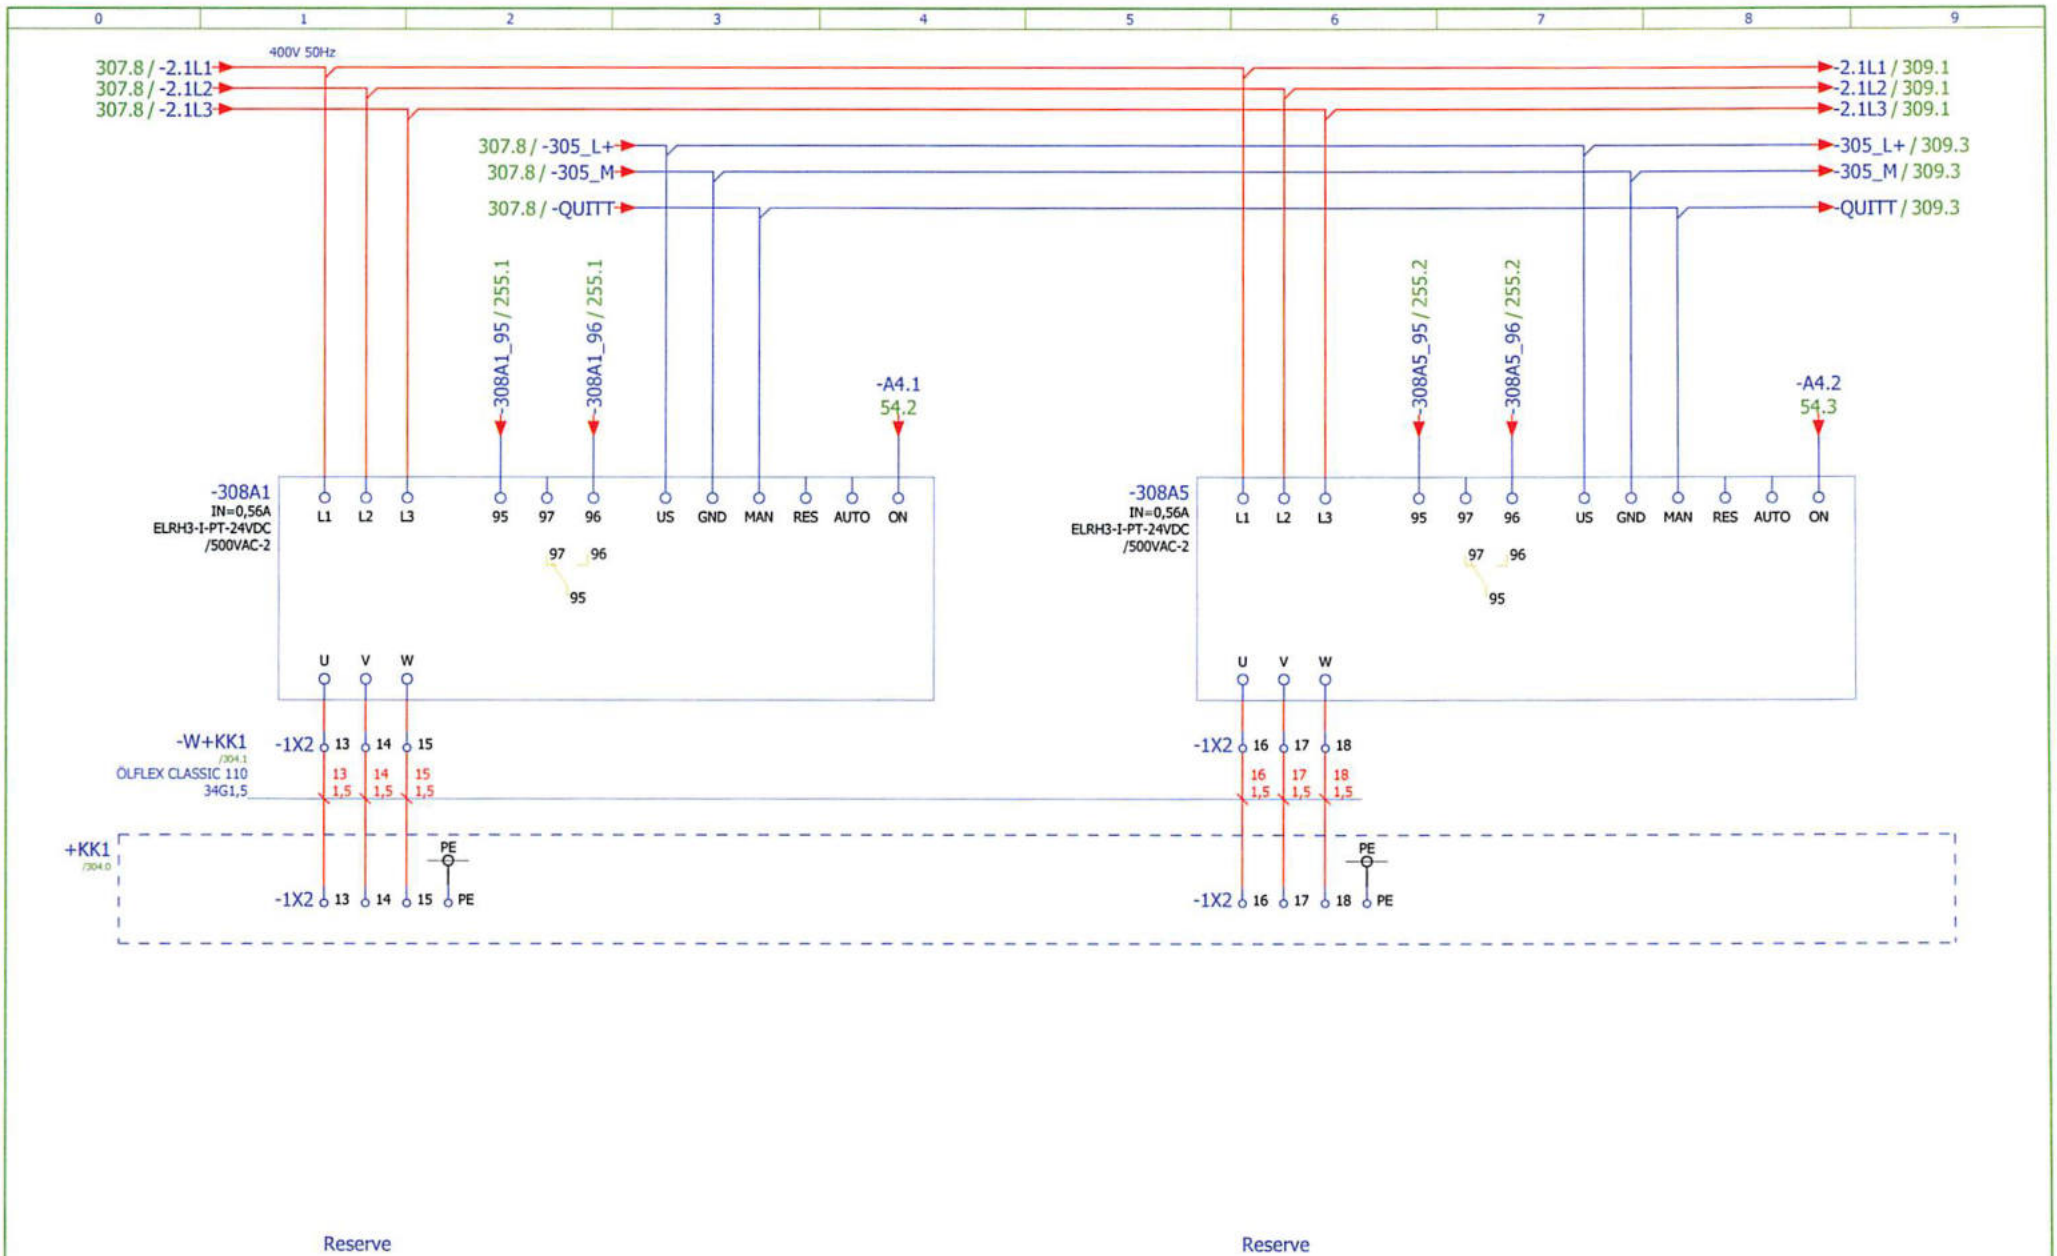 0 1 2 3 4 5 6 7 8 9
400V 50Hz
307.8 / -2.1L1
-2.1L1 / 309.1
307.8 / -2.1L2
-2.1L2 / 309.1
307.8 / -2.1L3
-2.1L3 / 309.1
307.8 / -305_L+
-305_L+ / 309.3
307.8 / -305_M
-305_M / 309.3
307.8 / -QUITT
-QUITT / 309.3
-308A1_95 / 255.1
-308A1_96 / 255.1
-A4.1
54.2
-308A5_95 / 255.2
-308A5_96 / 255.2
-A4.2
54.3
-308A1
IN=0,56A
ELRH3-I-PT-24VDC
/500VAC-2
L1 L2 L3 95 97 96 US GND MAN RES AUTO ON
97 96
95
U V W
-308A5
IN=0,56A
ELRH3-I-PT-24VDC
/500VAC-2
L1 L2 L3 95 97 96 US GND MAN RES AUTO ON
97 96
95
U V W
-W+KK1
/304.1
ÖLFLEX CLASSIC 110
34G1,5
-1X2 13 14 15
13 14 15
1,5 1,5 1,5
-1X2 16 17 18
16 17 18
1,5 1,5 1,5
+KK1
/304.0
PE
-1X2 13 14 15 PE
PE
-1X2 16 17 18 PE
Reserve
Reserve